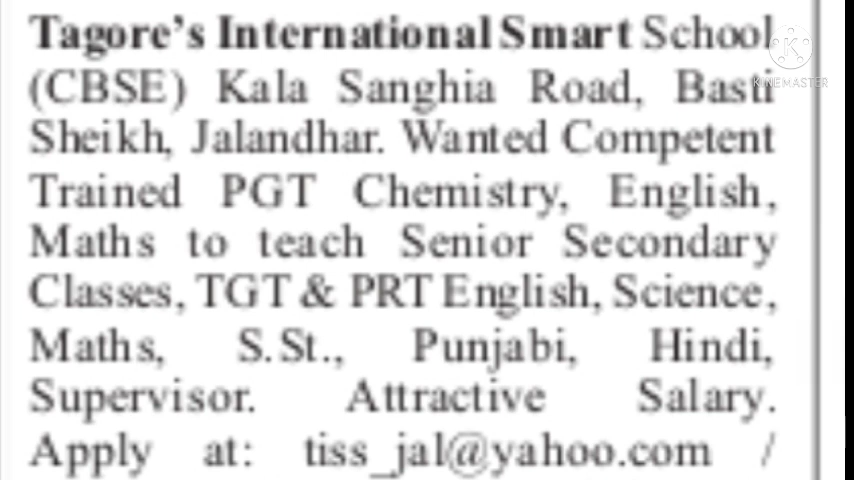 Tagore's International Smart School
(CBSE) Kala Sanghia Road, Basti
Sheikh, Jalandhar. Wanted Competent
Trained PGT Chemistry, English,
Maths to teach Senior Secondary
Classes, TGT & PRT English, Science,
Maths, S.St., Punjabi, Hindi,
Supervisor. Attractive Salary.
Apply at: tiss_jal@yahoo.com /
K
KINEMASTER